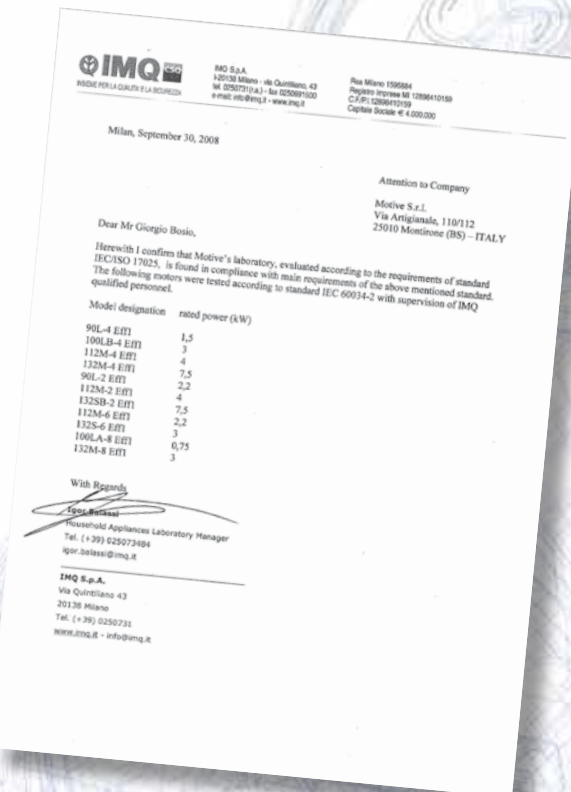 IMQ CSQ
INSIEME PER LA QUALITÀ E LA SICUREZZA
IMQ S.p.A.
I-20138 Milano - via Quintiliano, 43
tel. 0250731(r.a.) - fax 0250991500
e-mail: info@imq.it - www.imq.it
Rea Milano 1595884
Registro Imprese MI 12898410159
C.F./P.I. 12898410159
Capitale Sociale € 4.000.000
Milan, September 30, 2008
Attention to Company
Motive S.r.l.
Via Artigianale, 110/112
25010 Montirone (BS) – ITALY
Dear Mr Giorgio Bosio,
Herewith I confirm that Motive's laboratory, evaluated according to the requirements of standard
IEC/ISO 17025, is found in compliance with main requirements of the above mentioned standard.
The following motors were tested according to standard IEC 60034-2 with supervision of IMQ
qualified personnel.
Model designation rated power (kW)
90L-4 Eff1 1,5
100LB-4 Eff1 3
112M-4 Eff1 4
132M-4 Eff1 7,5
90L-2 Eff1 2,2
112M-2 Eff1 4
132SB-2 Eff1 7,5
112M-6 Eff1 2,2
132S-6 Eff1 3
100LA-8 Eff1 0,75
132M-8 Eff1 3
With Regards
Igor Balassi
Household Appliances Laboratory Manager
Tel. (+39) 025073484
igor.balassi@imq.it
IMQ S.p.A.
Via Quintiliano 43
20138 Milano
Tel. (+39) 0250731
www.imq.it - info@imq.it